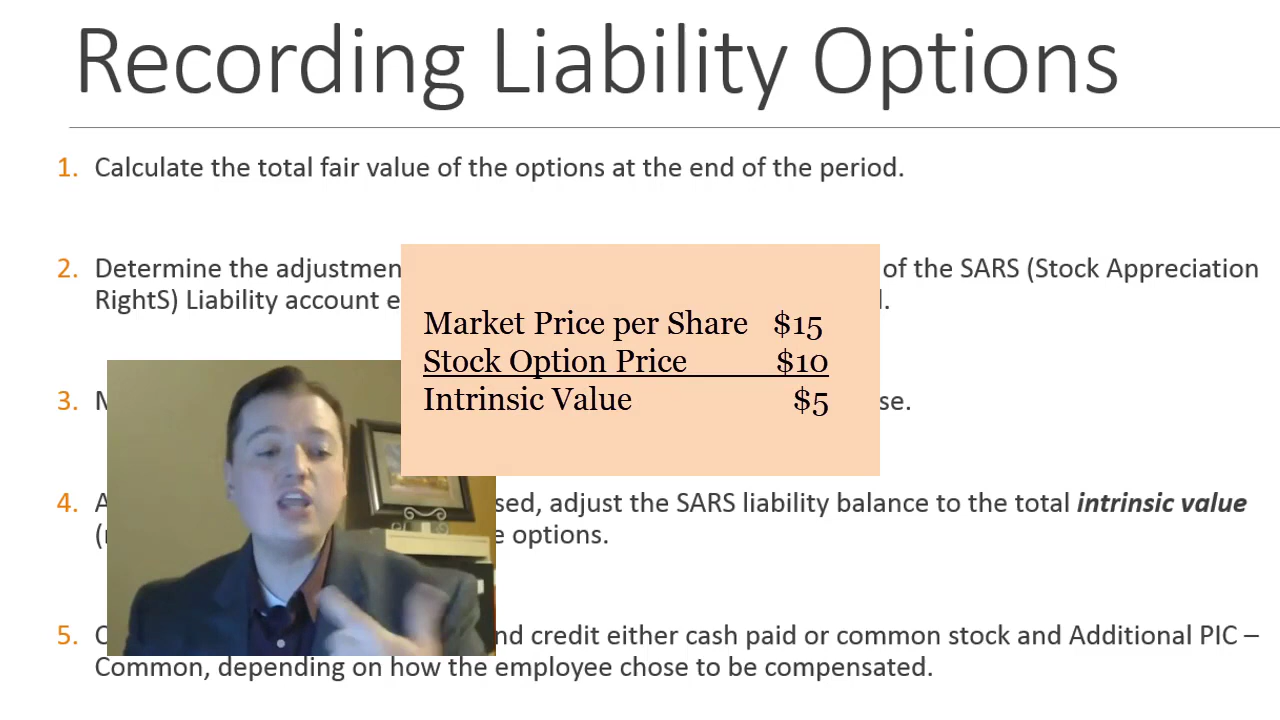 Recording Liability Options
1. Calculate the total fair value of the options at the end of the period.
2. Determine the adjustmen of the SARS (Stock Appreciation
RightS) Liability account
Market Price per Share $15
Stock Option Price $10
Intrinsic Value $5
3. se.
4. sed, adjust the SARS liability balance to the total intrinsic value
options.
5. nd credit either cash paid or common stock and Additional PIC –
Common, depending on how the employee chose to be compensated.